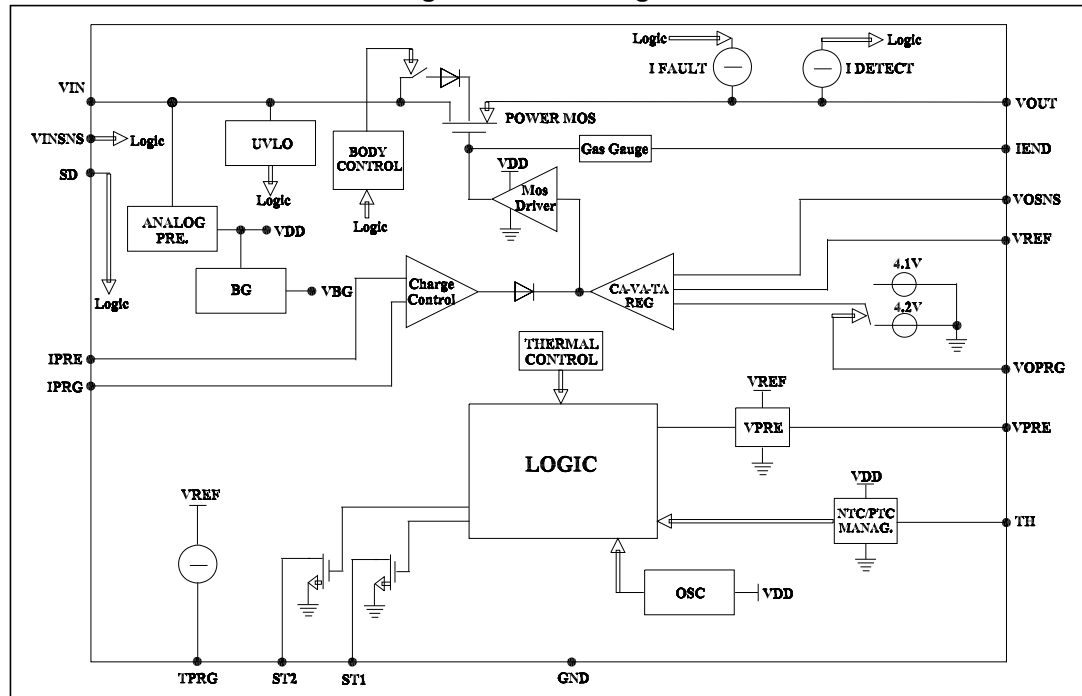 Logic
I FAULT
Logic
I DETECT
VIN
VOUT
POWER MOS
VINSNS
Logic
UVLO
BODY
CONTROL
Gas Gauge
IEND
SD
VDD
Mos
Driver
Logic
VOSNS
ANALOG
PRE.
VDD
Logic
VREF
4.1V
BG
VBG
Logic
Charge
Control
CA-VA-TA
REG
4.2V
THERMAL
CONTROL
IPRE
VOPRG
IPRG
VREF
VPRE
VPRE
LOGIC
VDD
VREF
NTC/PTC
MANAG.
TH
OSC
VDD
TPRG
ST2
ST1
GND